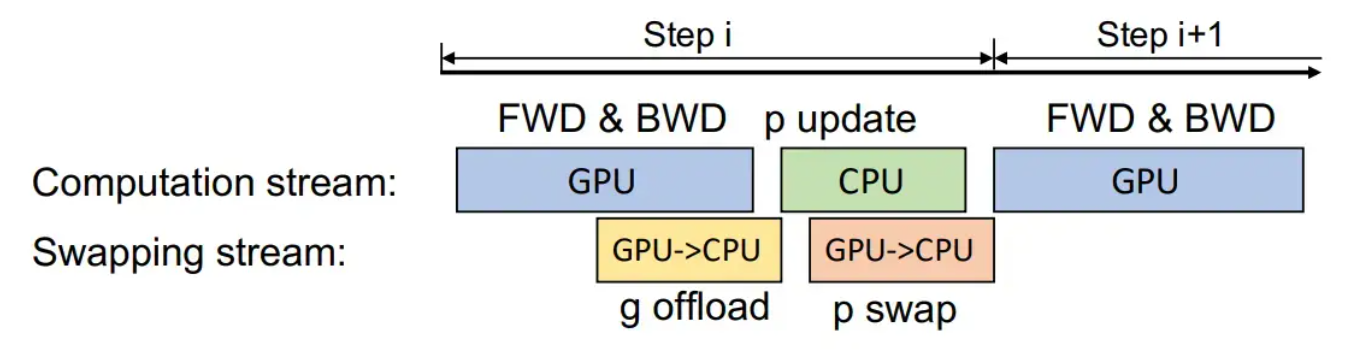 Step i Step i+1
FWD & BWD p update FWD & BWD
Computation stream: GPU CPU GPU
Swapping stream: GPU->CPU GPU->CPU
g offload p swap